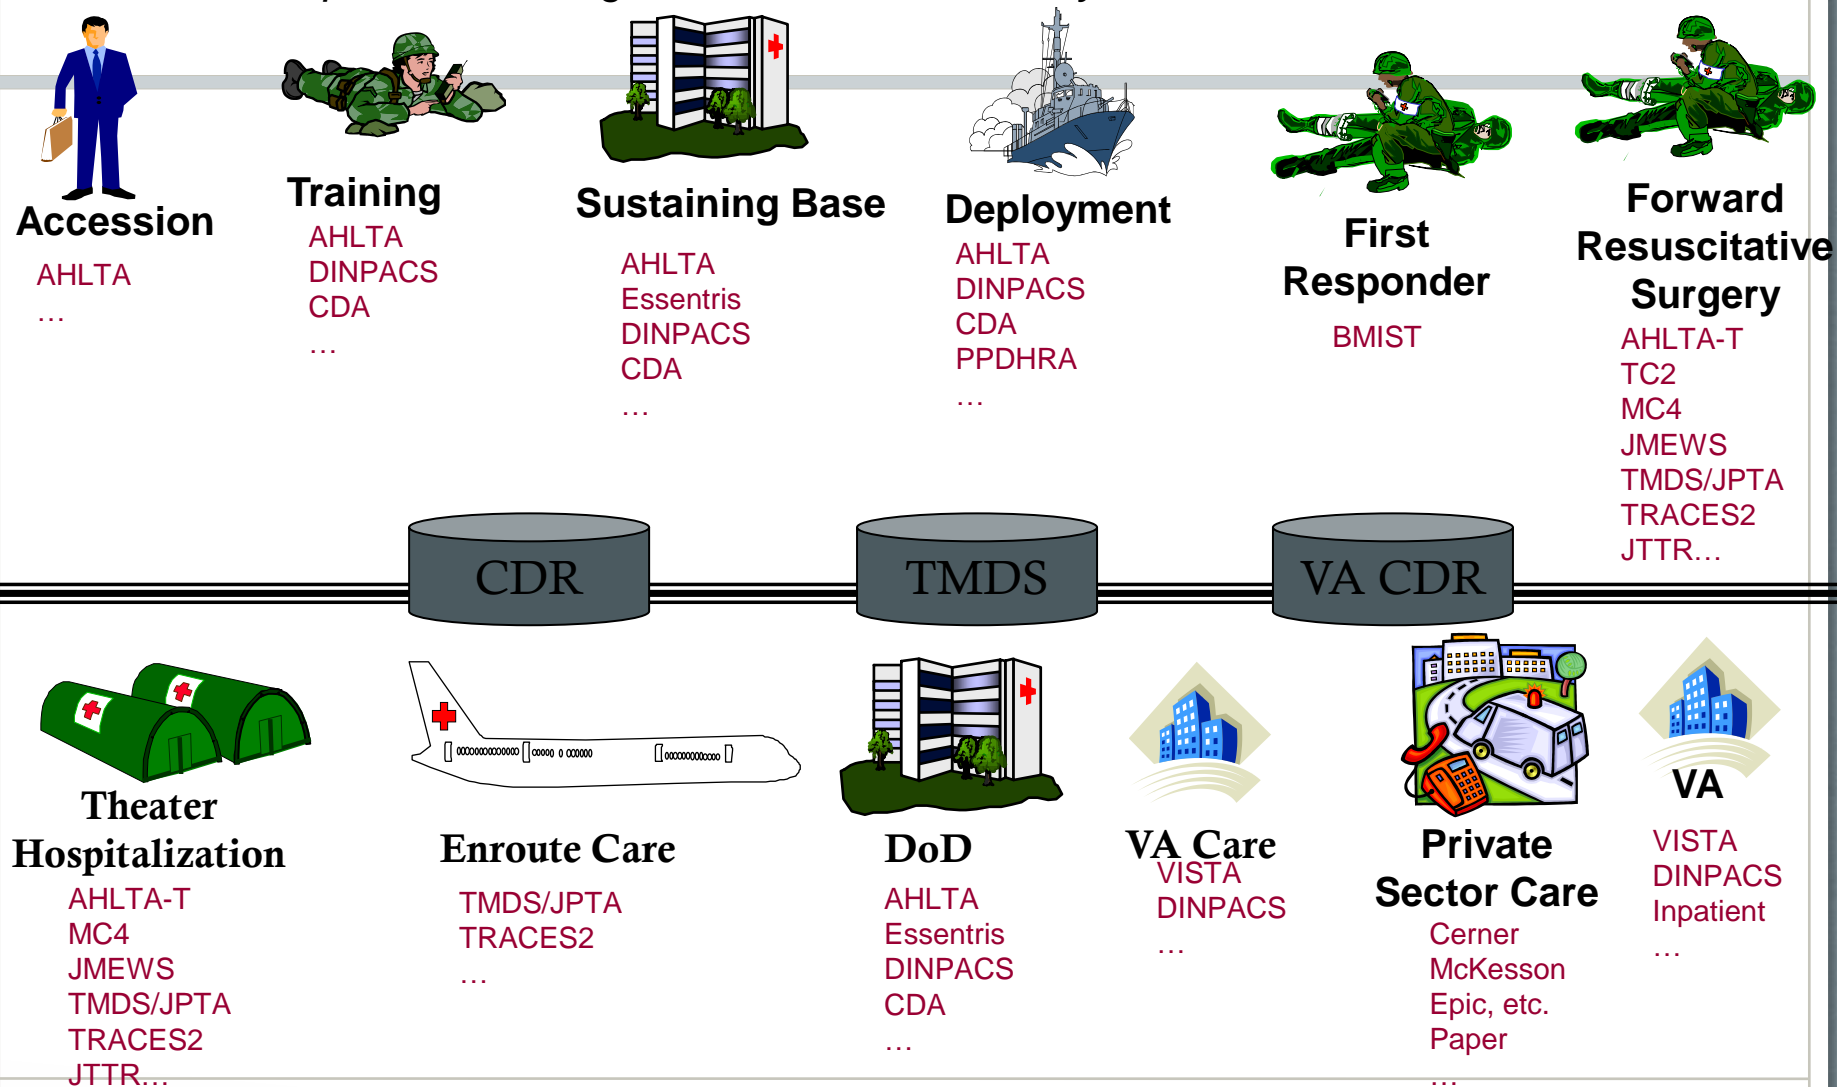 Accession
AHLTA
…
Training
AHLTA
DINPACS
CDA
…
Sustaining Base
AHLTA
Essentris
DINPACS
CDA
…
Deployment
AHLTA
DINPACS
CDA
PPDHRA
…
First
Responder
BMIST
Forward
Resuscitative
Surgery
AHLTA-T
TC2
MC4
JMEWS
TMDS/JPTA
TRACES2
JTTR…
CDR
TMDS
VA CDR
Theater
Hospitalization
AHLTA-T
MC4
JMEWS
TMDS/JPTA
TRACES2
JTTR…
Enroute Care
TMDS/JPTA
TRACES2
…
DoD
AHLTA
Essentris
DINPACS
CDA
…
VA Care
VISTA
DINPACS
…
Private
Sector Care
Cerner
McKesson
Epic, etc.
Paper
…
VA
VISTA
DINPACS
Inpatient
…